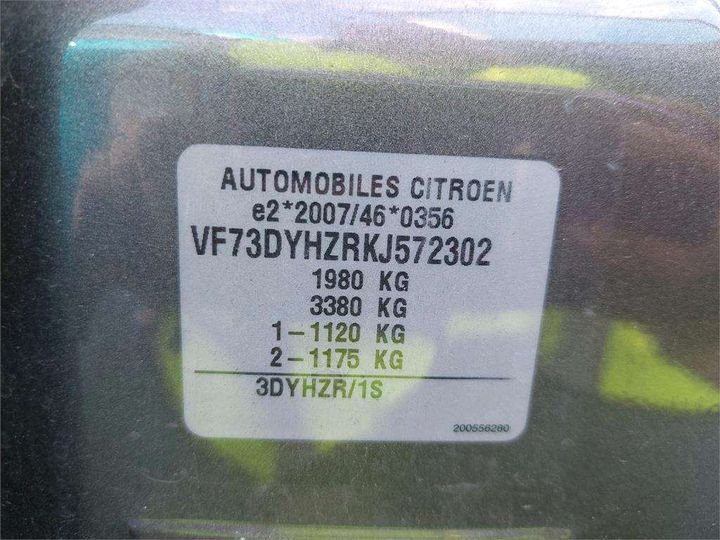 AUTOMOBILES CITROEN
e2*2007/46*0356
VF73DYHZRKJ572302
1980 KG
3380 KG
1-1120 KG
2-1175 KG
3DYHZR/1S
200556280